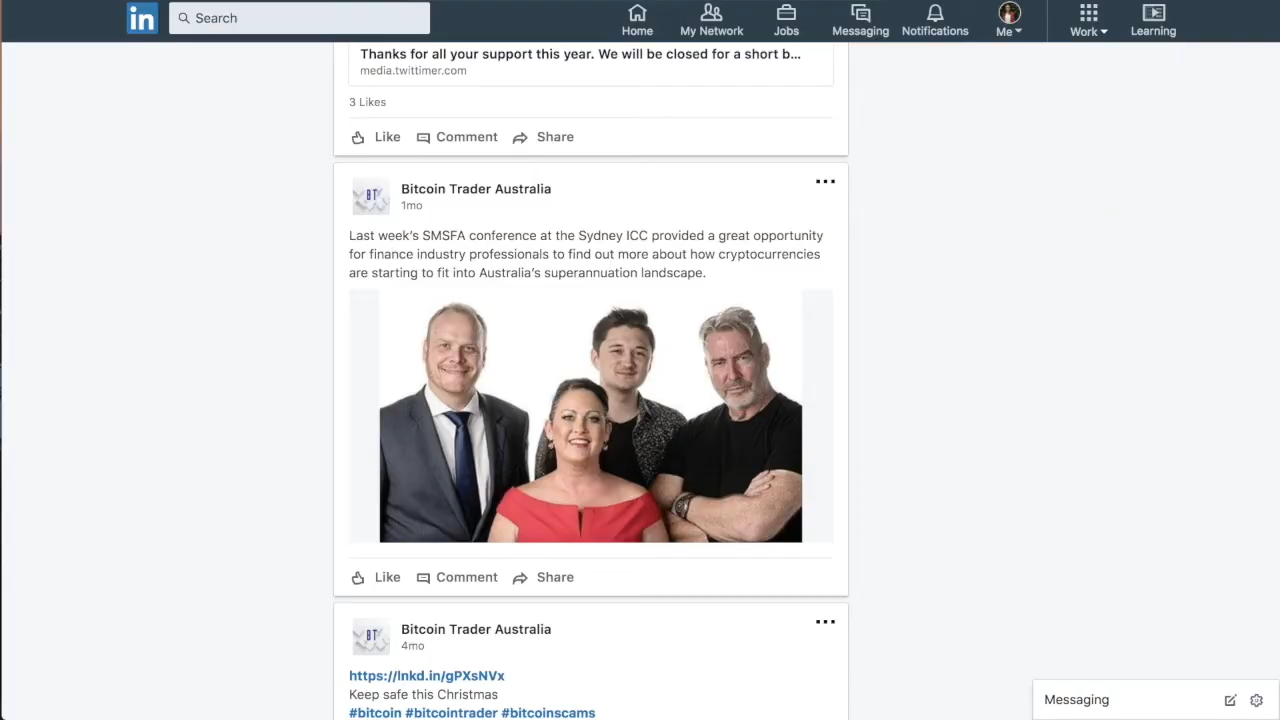 in
Search
Home
My Network
Jobs
Messaging
Notifications
Me
Work
Learning
Thanks for all your support this year. We will be closed for a short b...
media.twittimer.com
3 Likes
Like
Comment
Share
BT
Bitcoin Trader Australia
1mo
Last week's SMSFA conference at the Sydney ICC provided a great opportunity
for finance industry professionals to find out more about how cryptocurrencies
are starting to fit into Australia's superannuation landscape.
Like
Comment
Share
BT
Bitcoin Trader Australia
4mo
https://lnkd.in/gPXsNVx
Keep safe this Christmas
#bitcoin #bitcointrader #bitcoinscams
Messaging